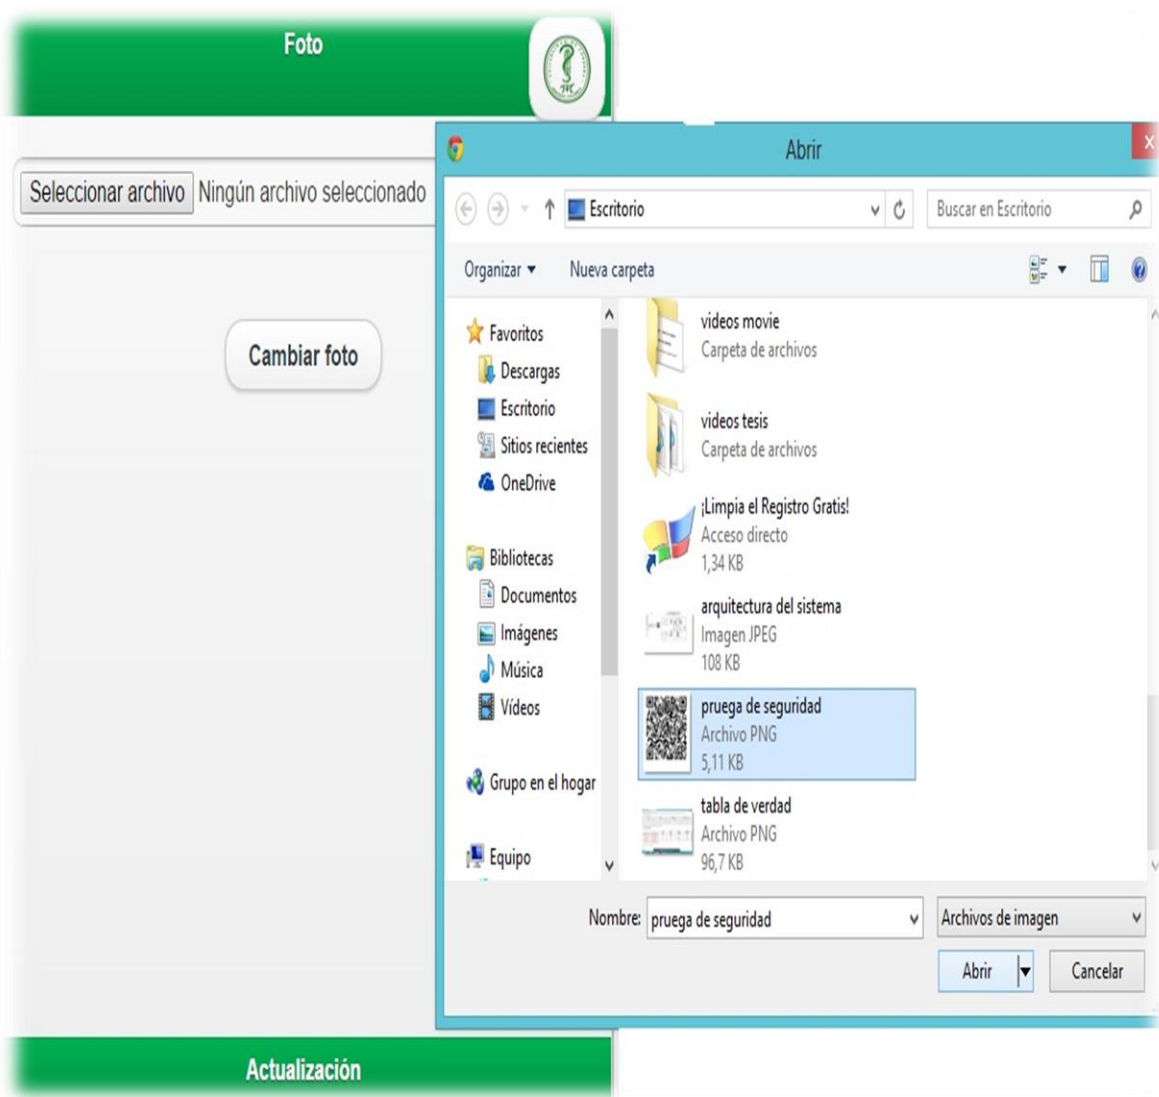 Foto
Seleccionar archivo Ningún archivo seleccionado
Cambiar foto
Abrir
Escritorio
Buscar en Escritorio
Organizar
Nueva carpeta
Favoritos
Descargas
Escritorio
Sitios recientes
OneDrive
Bibliotecas
Documentos
Imágenes
Música
Vídeos
Grupo en el hogar
Equipo
videos movie
Carpeta de archivos
videos tesis
Carpeta de archivos
¡Limpia el Registro Gratis!
Acceso directo
1,34 KB
arquitectura del sistema
Imagen JPEG
108 KB
pruega de seguridad
Archivo PNG
5,11 KB
tabla de verdad
Archivo PNG
96,7 KB
Nombre: pruega de seguridad
Archivos de imagen
Abrir
Cancelar
Actualización